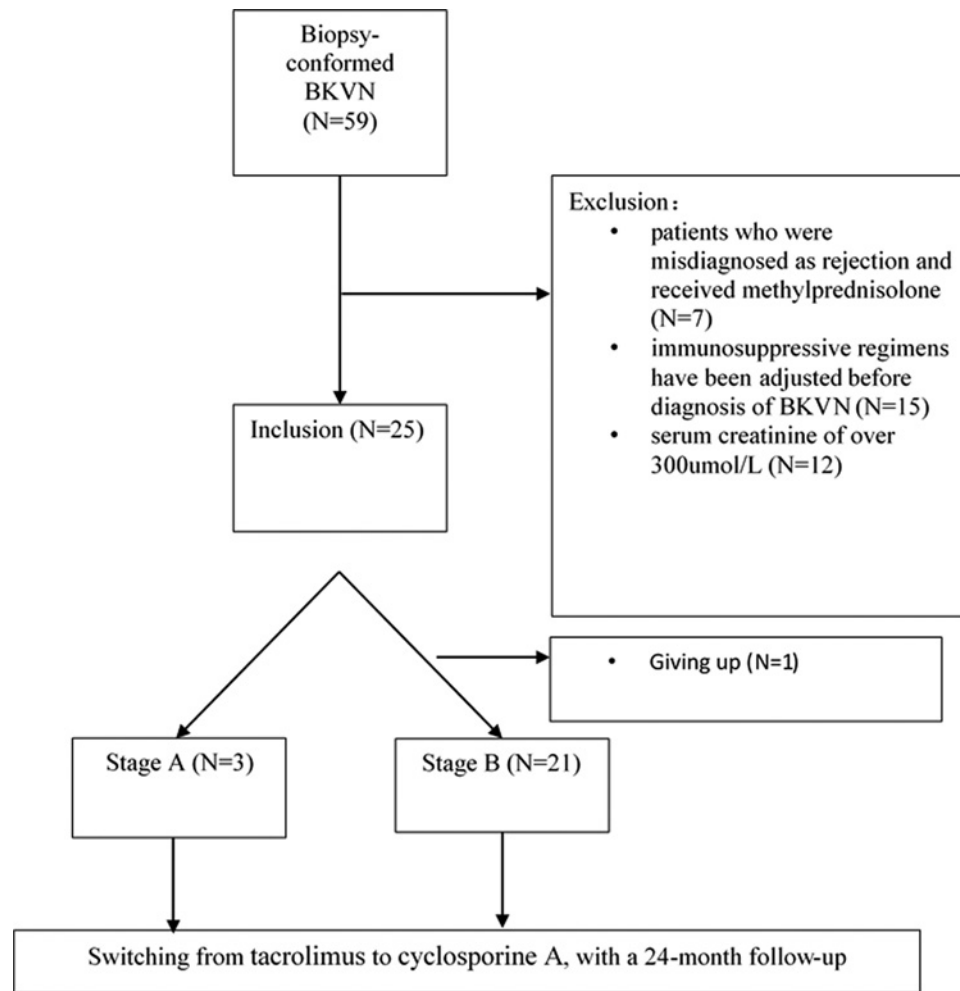 Biopsy-
conformed
BKVN
(N=59)
Exclusion：
• patients who were
misdiagnosed as rejection and
received methylprednisolone
(N=7)
• immunosuppressive regimens
have been adjusted before
diagnosis of BKVN (N=15)
• serum creatinine of over
300umol/L (N=12)
Inclusion (N=25)
• Giving up (N=1)
Stage A (N=3)
Stage B (N=21)
Switching from tacrolimus to cyclosporine A, with a 24-month follow-up